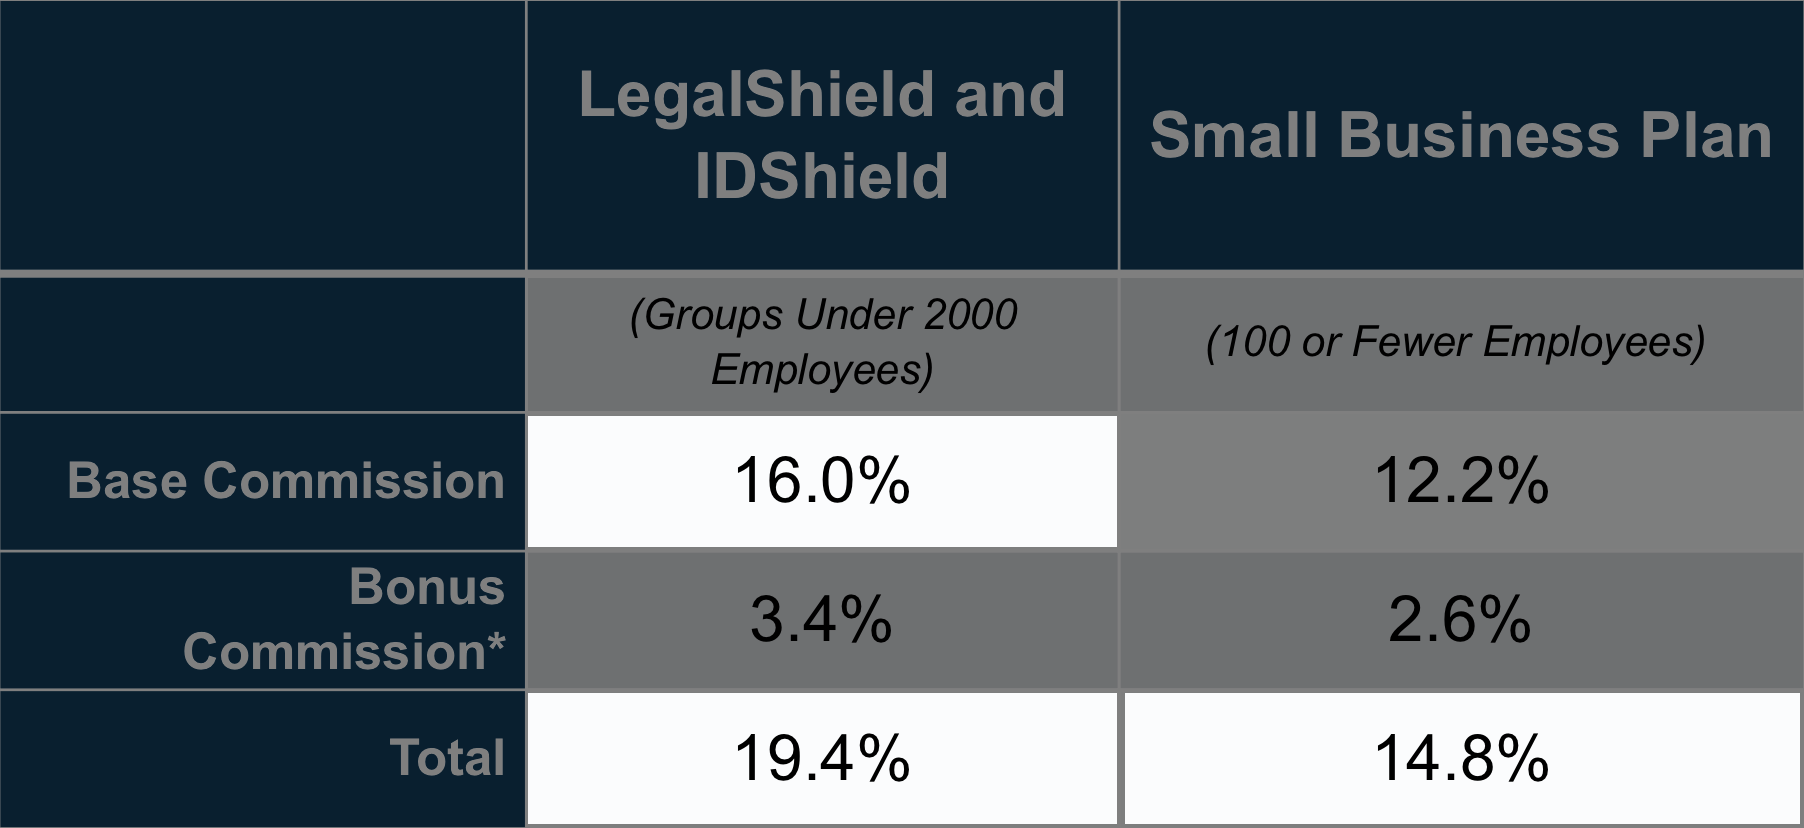 LegalShield and
IDShield
Small Business Plan
(Groups Under 2000
Employees)
(100 or Fewer Employees)
Base Commission
16.0%
12.2%
Bonus
Commission*
3.4%
2.6%
Total
19.4%
14.8%